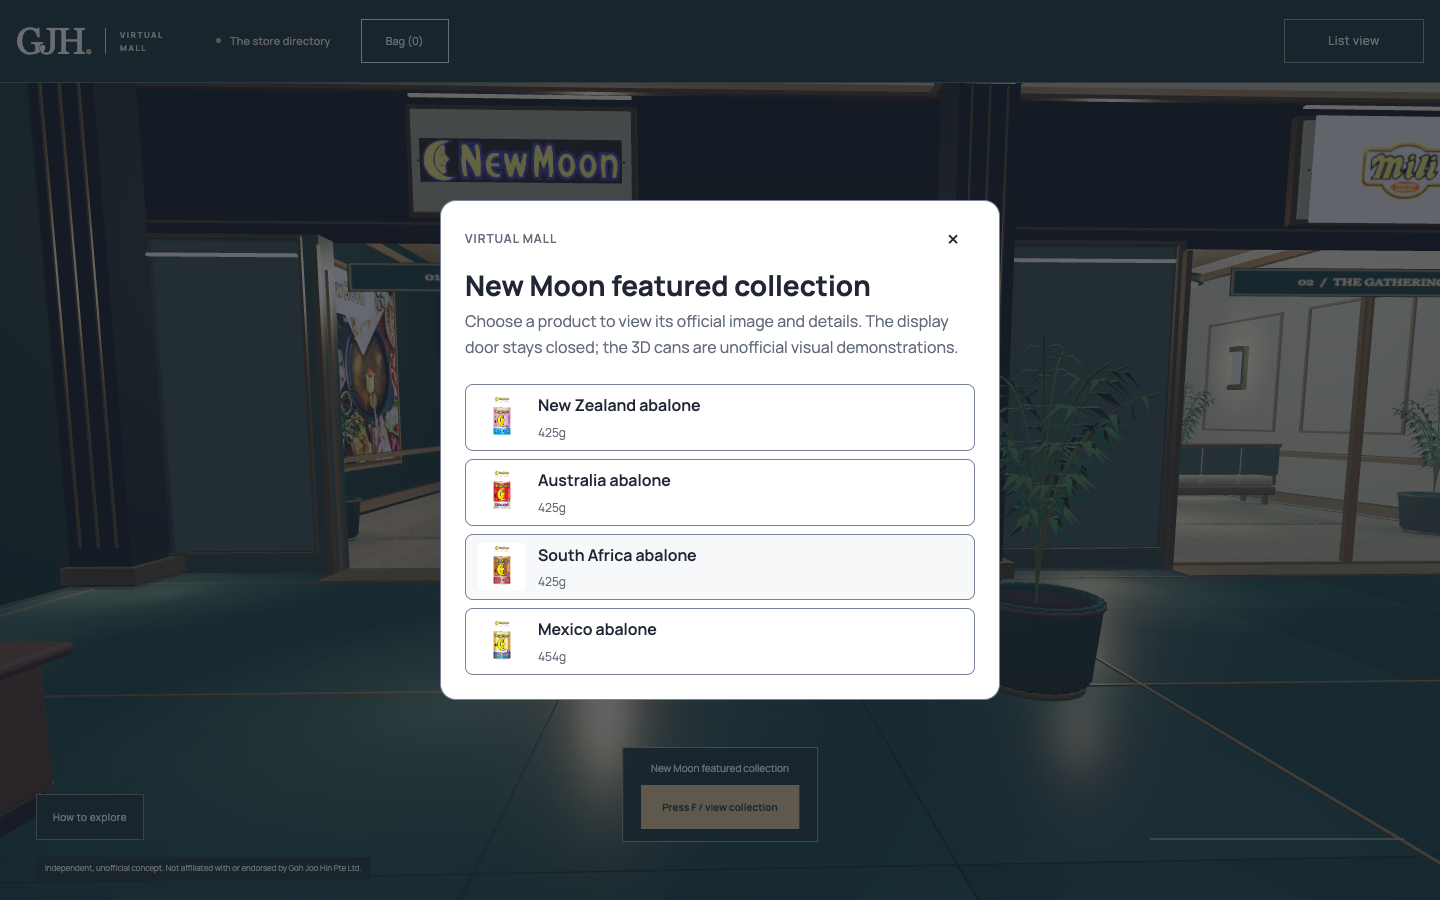 GJH.
VIRTUAL
MALL
The store directory
Bag (0)
List view
NewMoon
Mili
01
02 / THE GATHERING
VIRTUAL MALL
×
New Moon featured collection
Choose a product to view its official image and details. The display
door stays closed; the 3D cans are unofficial visual demonstrations.
New Zealand abalone
425g
Australia abalone
425g
South Africa abalone
425g
Mexico abalone
454g
New Moon featured collection
Press F / view collection
How to explore
Independent, unofficial concept. Not affiliated with or endorsed by Goh Joo Hin Pte Ltd.